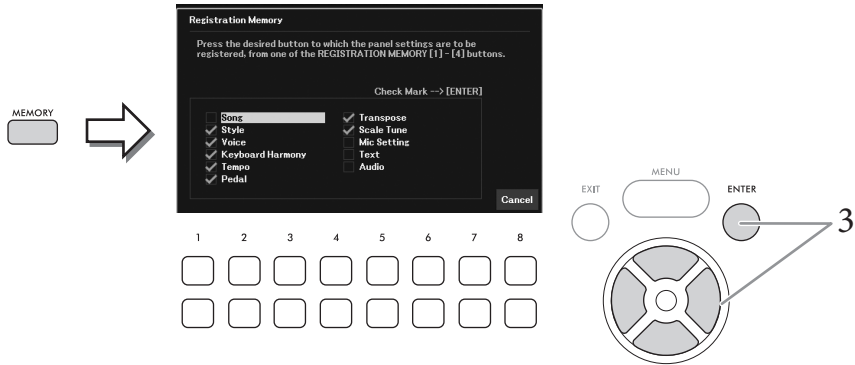 Registration Memory
Press the desired button to which the panel settings are to be
registered, from one of the REGISTRATION MEMORY [1] - [4] buttons.
Check Mark --> [ENTER]
MEMORY
Song
Style
Voice
Keyboard Harmony
Tempo
Pedal
Transpose
Scale Tune
Mic Setting
Text
Audio
Cancel
1 2 3 4 5 6 7 8
EXIT
MENU
ENTER
3